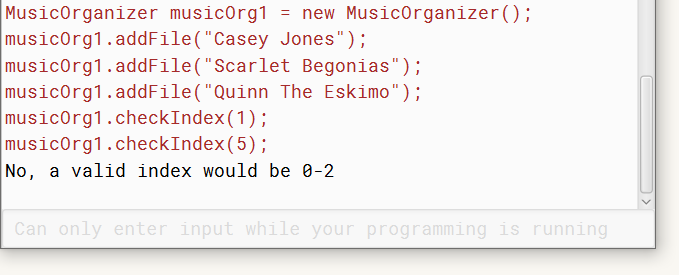 MusicOrganizer musicOrg1 = new MusicOrganizer();
musicOrg1.addFile("Casey Jones");
musicOrg1.addFile("Scarlet Begonias");
musicOrg1.addFile("Quinn The Eskimo");
musicOrg1.checkIndex(1);
musicOrg1.checkIndex(5);
No, a valid index would be 0-2
Can only enter input while your programming is running